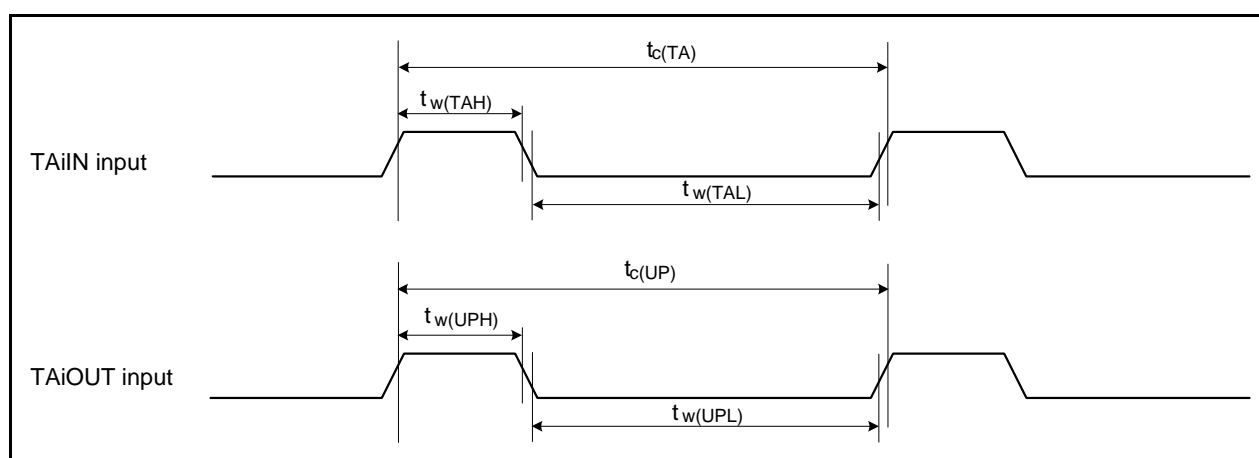 tc(TA)
tw(TAH)
TAiIN input
tw(TAL)
tc(UP)
tw(UPH)
TAiOUT input
tw(UPL)